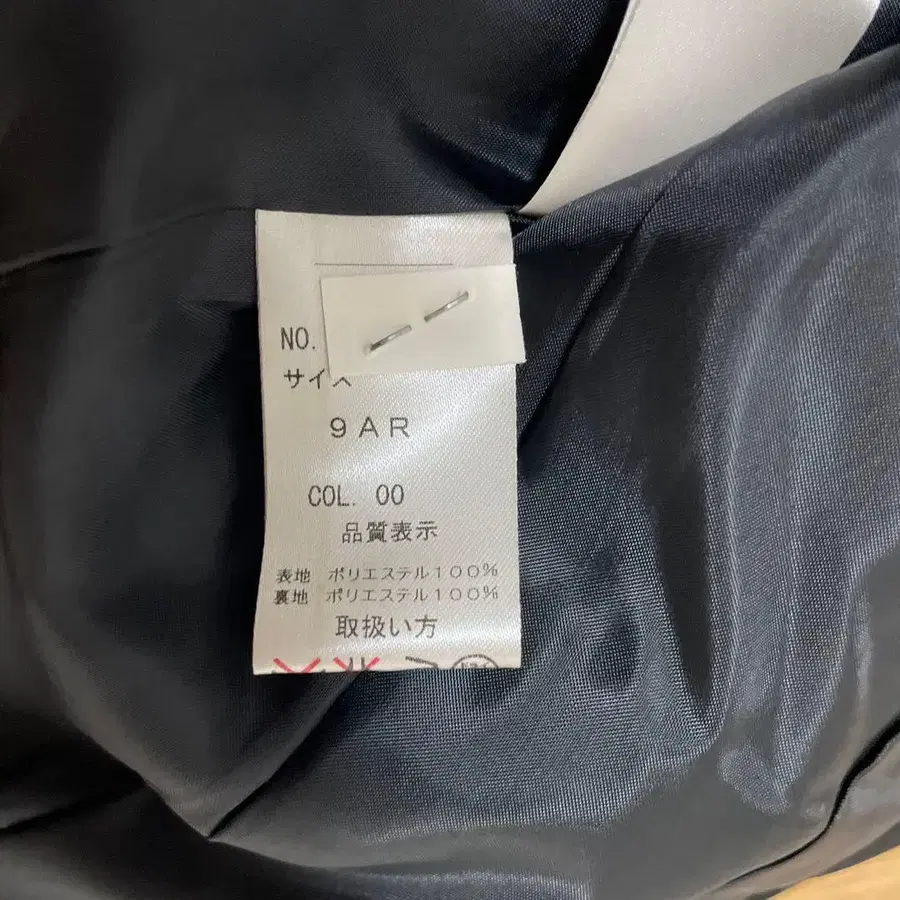 NO.
サイズ
9AR
COL. 00
品質表示
表地 ポリエステル100%
裏地 ポリエステル100%
取扱い方